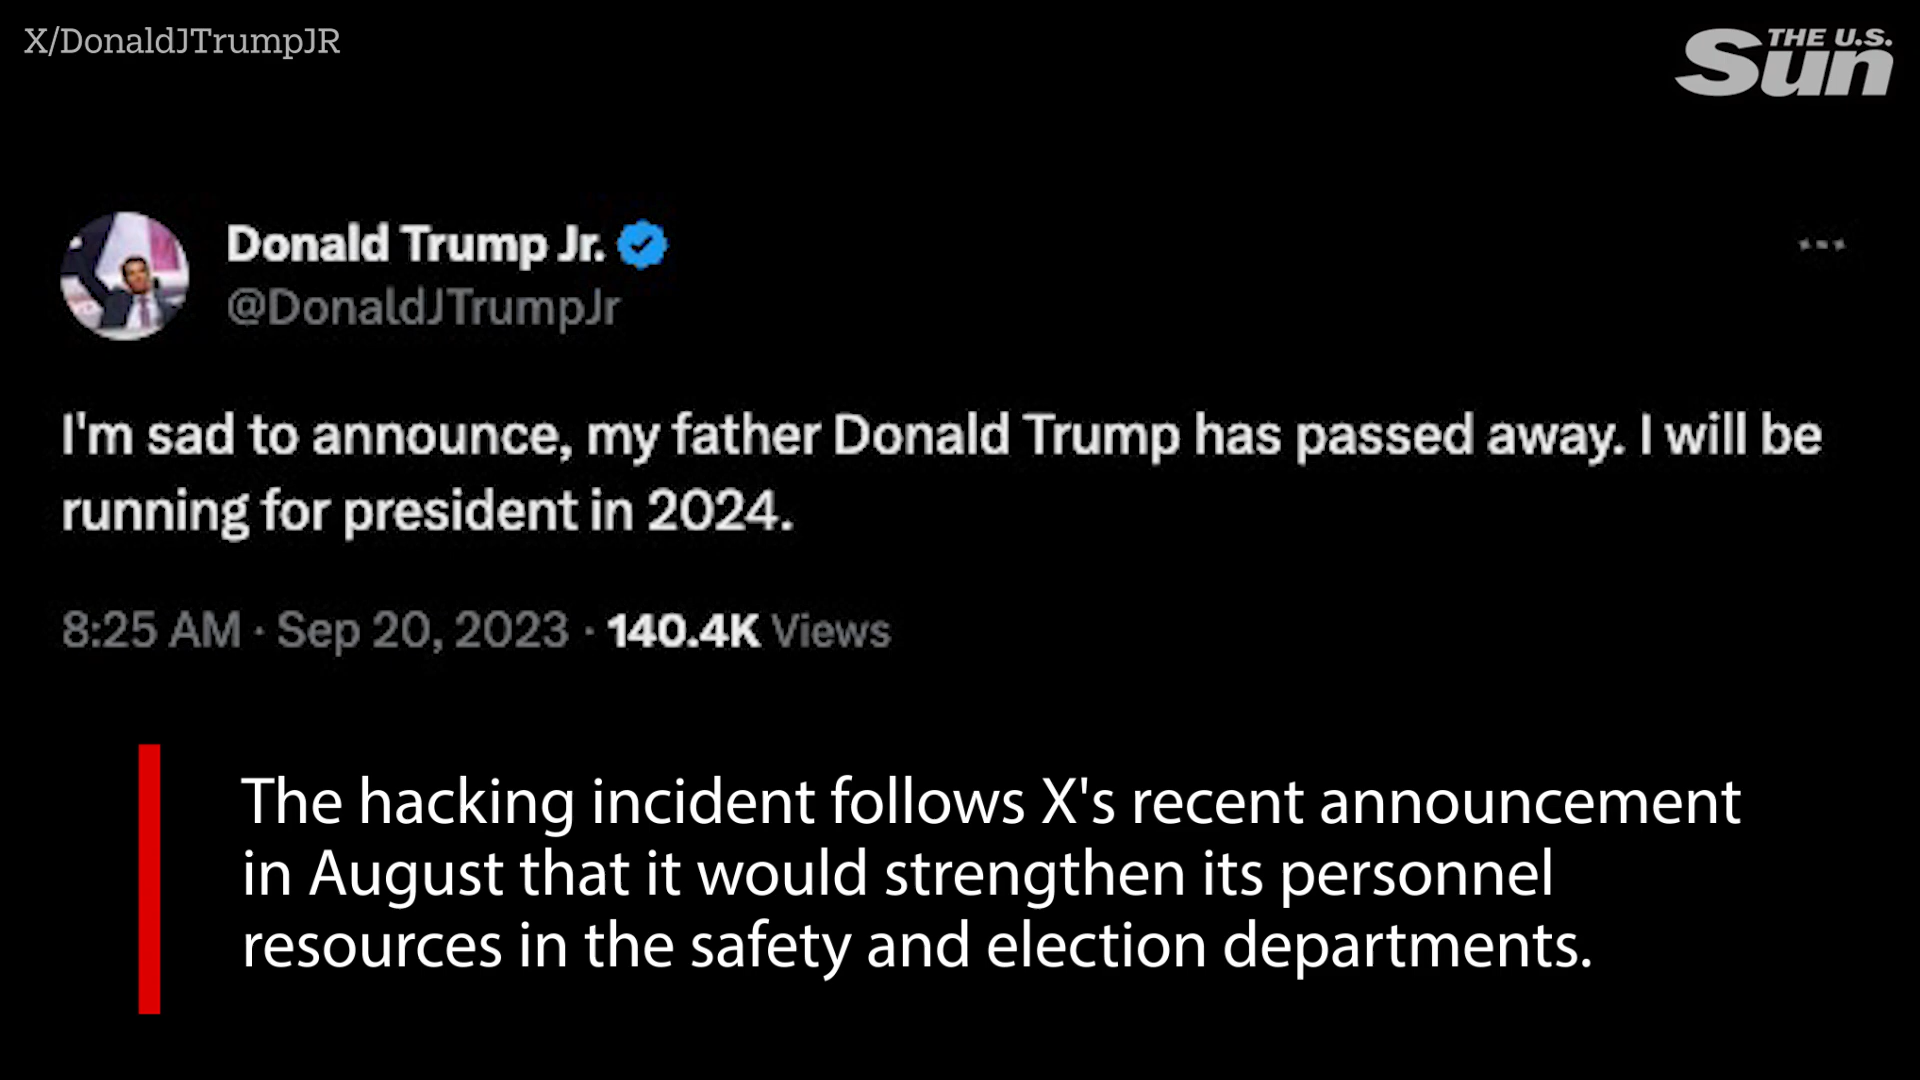 X/DonaldJTrumpJR
THE U.S.
Sun
Donald Trump Jr.
@DonaldJTrumpJr
I'm sad to announce, my father Donald Trump has passed away. I will be
running for president in 2024.
8:25 AM · Sep 20, 2023 · 140.4K Views
The hacking incident follows X's recent announcement
in August that it would strengthen its personnel
resources in the safety and election departments.